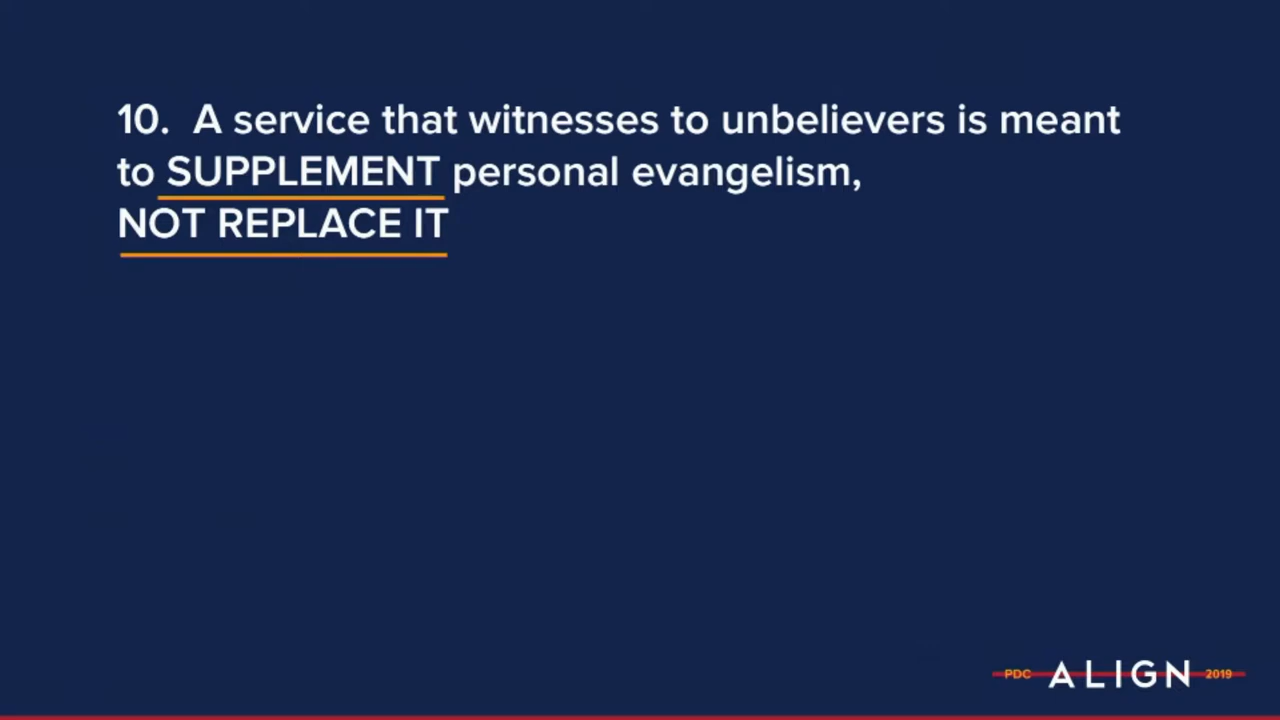 10. A service that witnesses to unbelievers is meant
to SUPPLEMENT personal evangelism,
NOT REPLACE IT
PDC ALIGN 2019